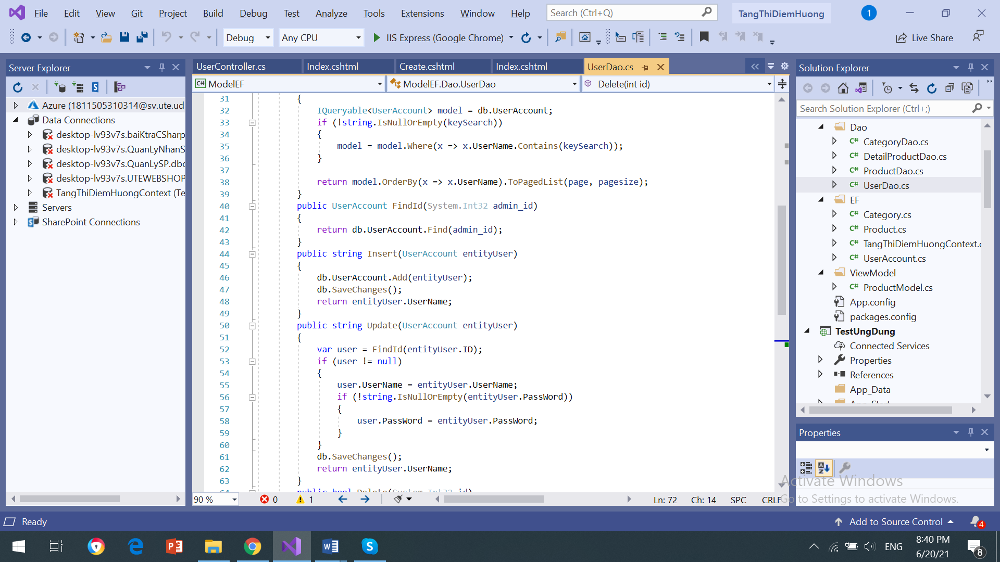 File Edit View Git Project Build Debug Test Analyze Tools Extensions Window Help Search (Ctrl+Q) TangThiDiemHuong 1
Debug Any CPU IIS Express (Google Chrome) Live Share
Server Explorer
Azure (1811505310314@sv.ute.ud
Data Connections
desktop-lv93v7s.baiKtraCSharp
desktop-lv93v7s.QuanLyNhanS
desktop-lv93v7s.QuanLySP.dbo
desktop-lv93v7s.UTEWEBSHOP
TangThiDiemHuongContext (Te
Servers
SharePoint Connections
UserController.cs Index.cshtml Create.cshtml Index.cshtml UserDao.cs
C# ModelEF ModelEF.Dao.UserDao Delete(int id)
31 {
32 IQueryable<UserAccount> model = db.UserAccount;
33 if (!string.IsNullOrEmpty(keySearch))
34 {
35 model = model.Where(x => x.UserName.Contains(keySearch));
36 }
37
38 return model.OrderBy(x => x.UserName).ToPagedList(page, pagesize);
39 }
40 public UserAccount FindId(System.Int32 admin_id)
41 {
42 return db.UserAccount.Find(admin_id);
43 }
44 public string Insert(UserAccount entityUser)
45 {
46 db.UserAccount.Add(entityUser);
47 db.SaveChanges();
48 return entityUser.UserName;
49 }
50 public string Update(UserAccount entityUser)
51 {
52 var user = FindId(entityUser.ID);
53 if (user != null)
54 {
55 user.UserName = entityUser.UserName;
56 if (!string.IsNullOrEmpty(entityUser.PassWord))
57 {
58 user.PassWord = entityUser.PassWord;
59 }
60 }
61 db.SaveChanges();
62 return entityUser.UserName;
63 }
64 public bool Delete(System.Int32 id)
90 % 0 1 Ln: 72 Ch: 14 SPC CRLF
Solution Explorer
Search Solution Explorer (Ctrl+;)
Dao
C# CategoryDao.cs
C# DetailProductDao.cs
C# ProductDao.cs
C# UserDao.cs
EF
C# Category.cs
C# Product.cs
C# TangThiDiemHuongContext.c
C# UserAccount.cs
ViewModel
C# ProductModel.cs
App.config
packages.config
TestUngDung
Connected Services
Properties
References
App_Data
App_Start
Properties
Activate Windows
Go to Settings to activate Windows.
Ready Add to Source Control 4
ENG 8:40 PM
6/20/21 8